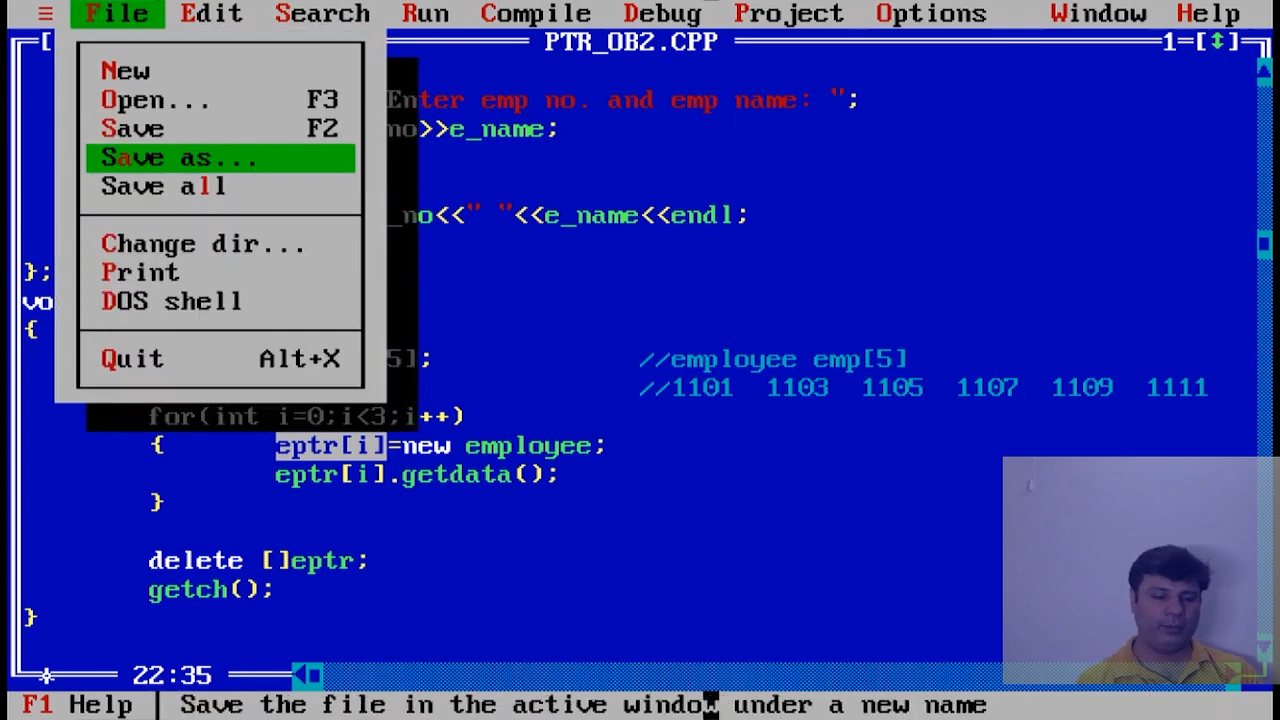 ≡ File Edit Search Run Compile Debug Project Options Window Help
[ PTR_OB2.CPP 1=[↕]
New
Open... F3 Enter emp no. and emp name: ";
Save F2 no>>e_name;
Save as...
Save all
_no<<" "<<e_name<<endl;
Change dir...
}; Print
vo DOS shell
{
Quit Alt+X 5]; //employee emp[5]
//1101 1103 1105 1107 1109 1111
for(int i=0;i<3;i++)
{ eptr[i]=new employee;
eptr[i].getdata();
}
delete []eptr;
getch();
}
22:35
F1 Help | Save the file in the active window under a new name